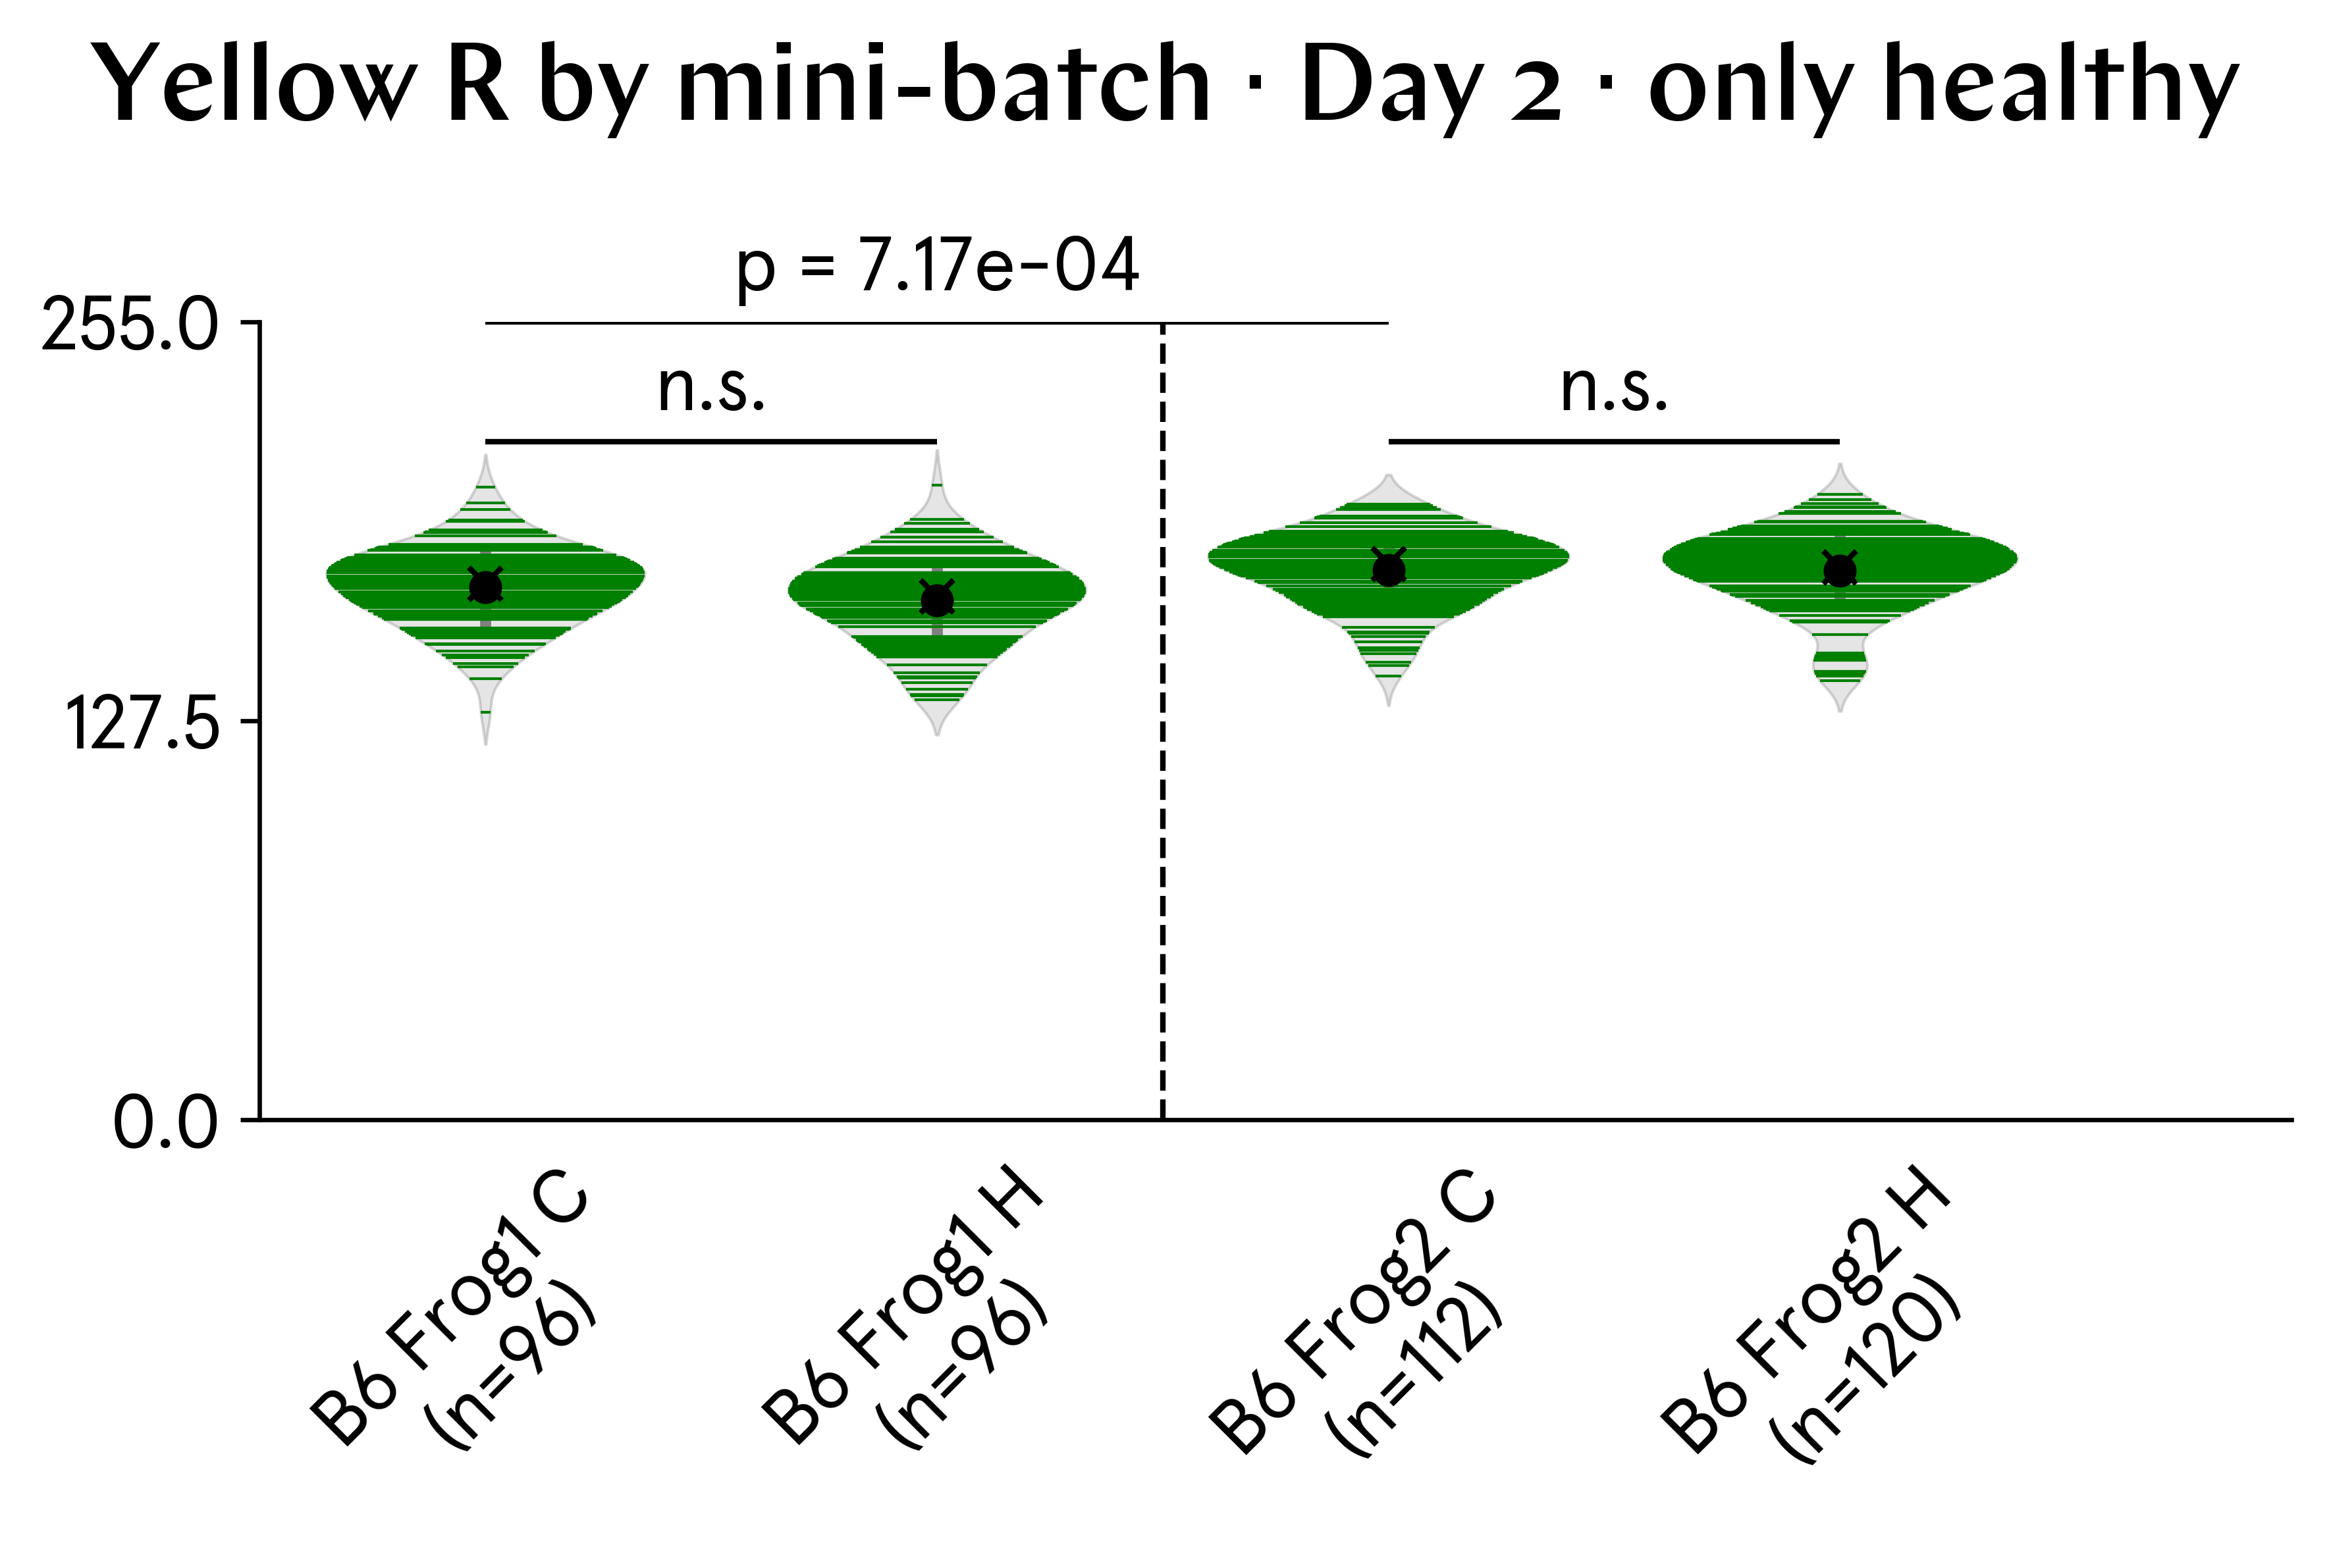 Yellow R by mini-batch · Day 2 · only healthy
p = 7.17e−04
255.0
n.s.
n.s.
127.5
0.0
B6 Frog1 C
(n=96)
B6 Frog1 H
(n=96)
B6 Frog2 C
(n=112)
B6 Frog2 H
(n=120)